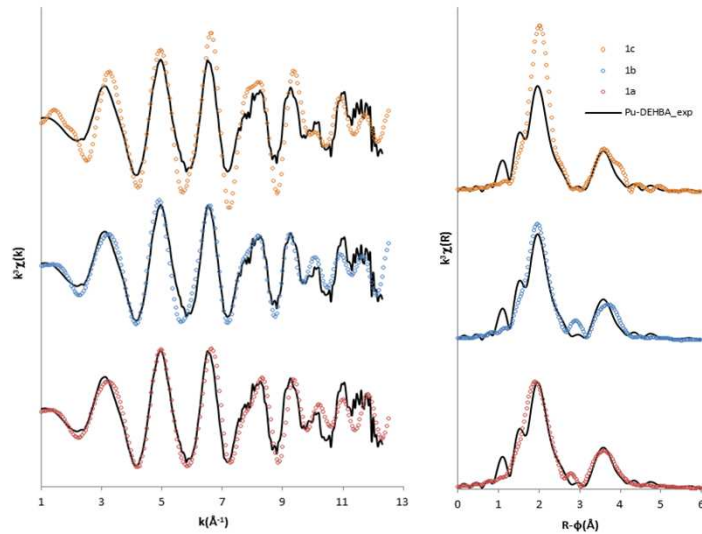 k³χ(k)
1
3
5
7
9
11
13
k(Å⁻¹)
k³χ(R)
1c
1b
1a
Pu-DEHBA_exp
0
1
2
3
4
5
6
R-ϕ(Å)